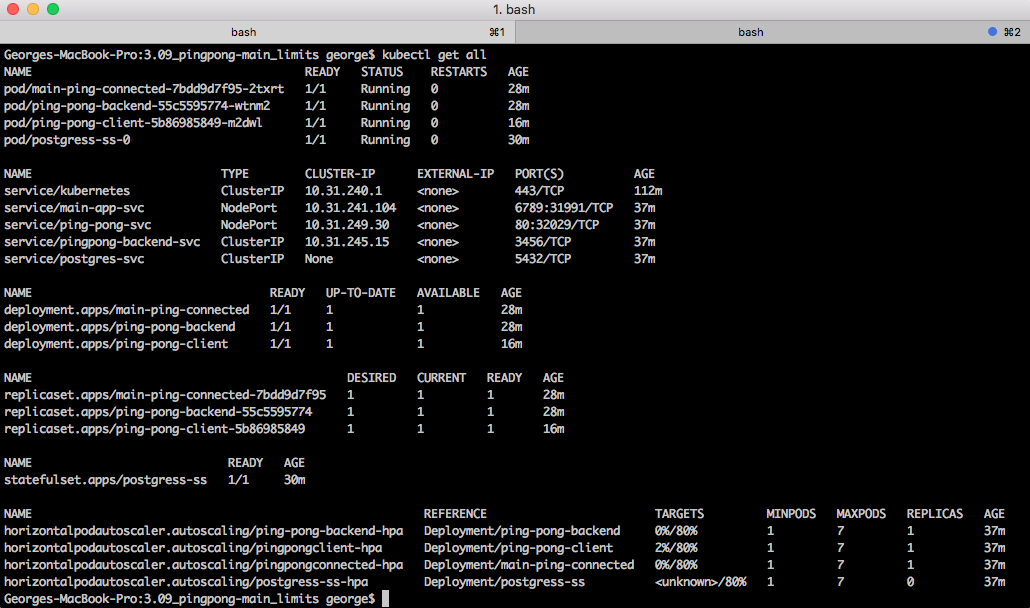 1. bash
bash ⌘1 bash ⌘2
Georges-MacBook-Pro:3.09_pingpong-main_limits george$ kubectl get all
NAME READY STATUS RESTARTS AGE
pod/main-ping-connected-7bdd9d7f95-2txrt 1/1 Running 0 28m
pod/ping-pong-backend-55c5595774-wtnm2 1/1 Running 0 28m
pod/ping-pong-client-5b86985849-m2dwl 1/1 Running 0 16m
pod/postgress-ss-0 1/1 Running 0 30m
NAME TYPE CLUSTER-IP EXTERNAL-IP PORT(S) AGE
service/kubernetes ClusterIP 10.31.240.1 <none> 443/TCP 112m
service/main-app-svc NodePort 10.31.241.104 <none> 6789:31991/TCP 37m
service/ping-pong-svc NodePort 10.31.249.30 <none> 80:32029/TCP 37m
service/pingpong-backend-svc ClusterIP 10.31.245.15 <none> 3456/TCP 37m
service/postgres-svc ClusterIP None <none> 5432/TCP 37m
NAME READY UP-TO-DATE AVAILABLE AGE
deployment.apps/main-ping-connected 1/1 1 1 28m
deployment.apps/ping-pong-backend 1/1 1 1 28m
deployment.apps/ping-pong-client 1/1 1 1 16m
NAME DESIRED CURRENT READY AGE
replicaset.apps/main-ping-connected-7bdd9d7f95 1 1 1 28m
replicaset.apps/ping-pong-backend-55c5595774 1 1 1 28m
replicaset.apps/ping-pong-client-5b86985849 1 1 1 16m
NAME READY AGE
statefulset.apps/postgress-ss 1/1 30m
NAME REFERENCE TARGETS MINPODS MAXPODS REPLICAS AGE
horizontalpodautoscaler.autoscaling/ping-pong-backend-hpa Deployment/ping-pong-backend 0%/80% 1 7 1 37m
horizontalpodautoscaler.autoscaling/pingpongclient-hpa Deployment/ping-pong-client 2%/80% 1 7 1 37m
horizontalpodautoscaler.autoscaling/pingpongconnected-hpa Deployment/main-ping-connected 0%/80% 1 7 1 37m
horizontalpodautoscaler.autoscaling/postgress-ss-hpa Deployment/postgress-ss <unknown>/80% 1 7 0 37m
Georges-MacBook-Pro:3.09_pingpong-main_limits george$